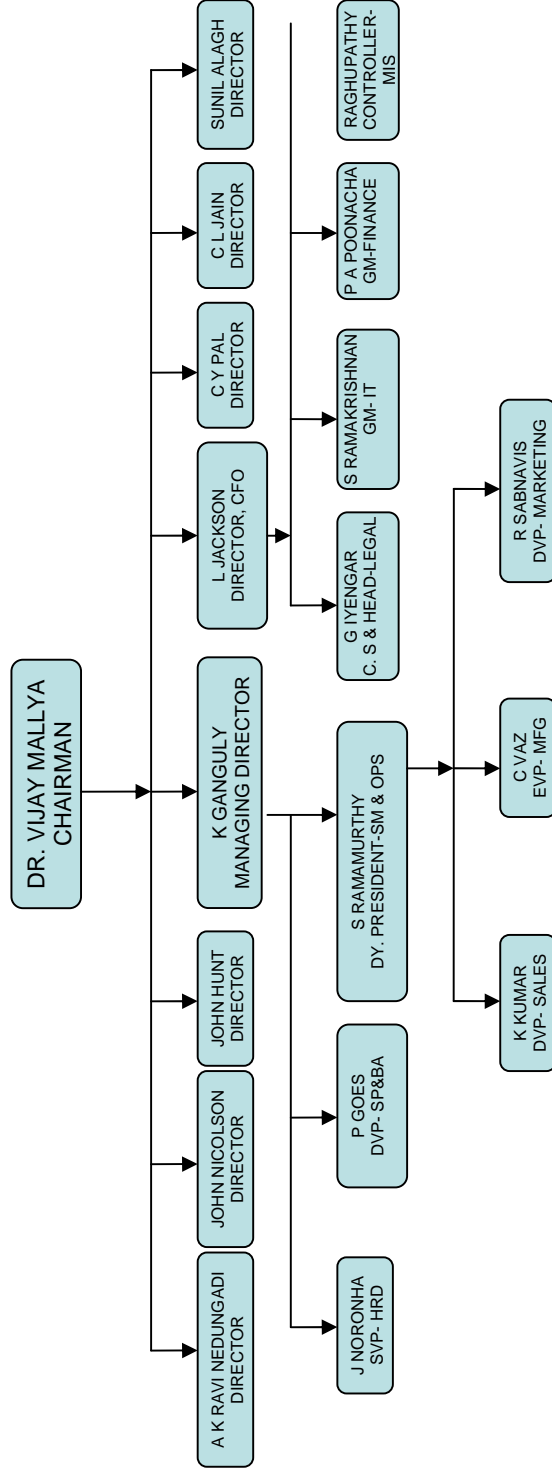 DR. VIJAY MALLYA
CHAIRMAN
A K RAVI NEDUNGADI
DIRECTOR
JOHN NICOLSON
DIRECTOR
JOHN HUNT
DIRECTOR
K GANGULY
MANAGING DIRECTOR
L JACKSON
DIRECTOR, CFO
C Y PAL
DIRECTOR
C L JAIN
DIRECTOR
SUNIL ALAGH
DIRECTOR
J NORONHA
SVP- HRD
P GOES
DVP- SP&BA
S RAMAMURTHY
DY. PRESIDENT-SM & OPS
G IYENGAR
C. S & HEAD-LEGAL
S RAMAKRISHNAN
GM- IT
P A POONACHA
GM-FINANCE
RAGHUPATHY
CONTROLLER-
MIS
K KUMAR
DVP- SALES
C VAZ
EVP- MFG
R SABNAVIS
DVP- MARKETING